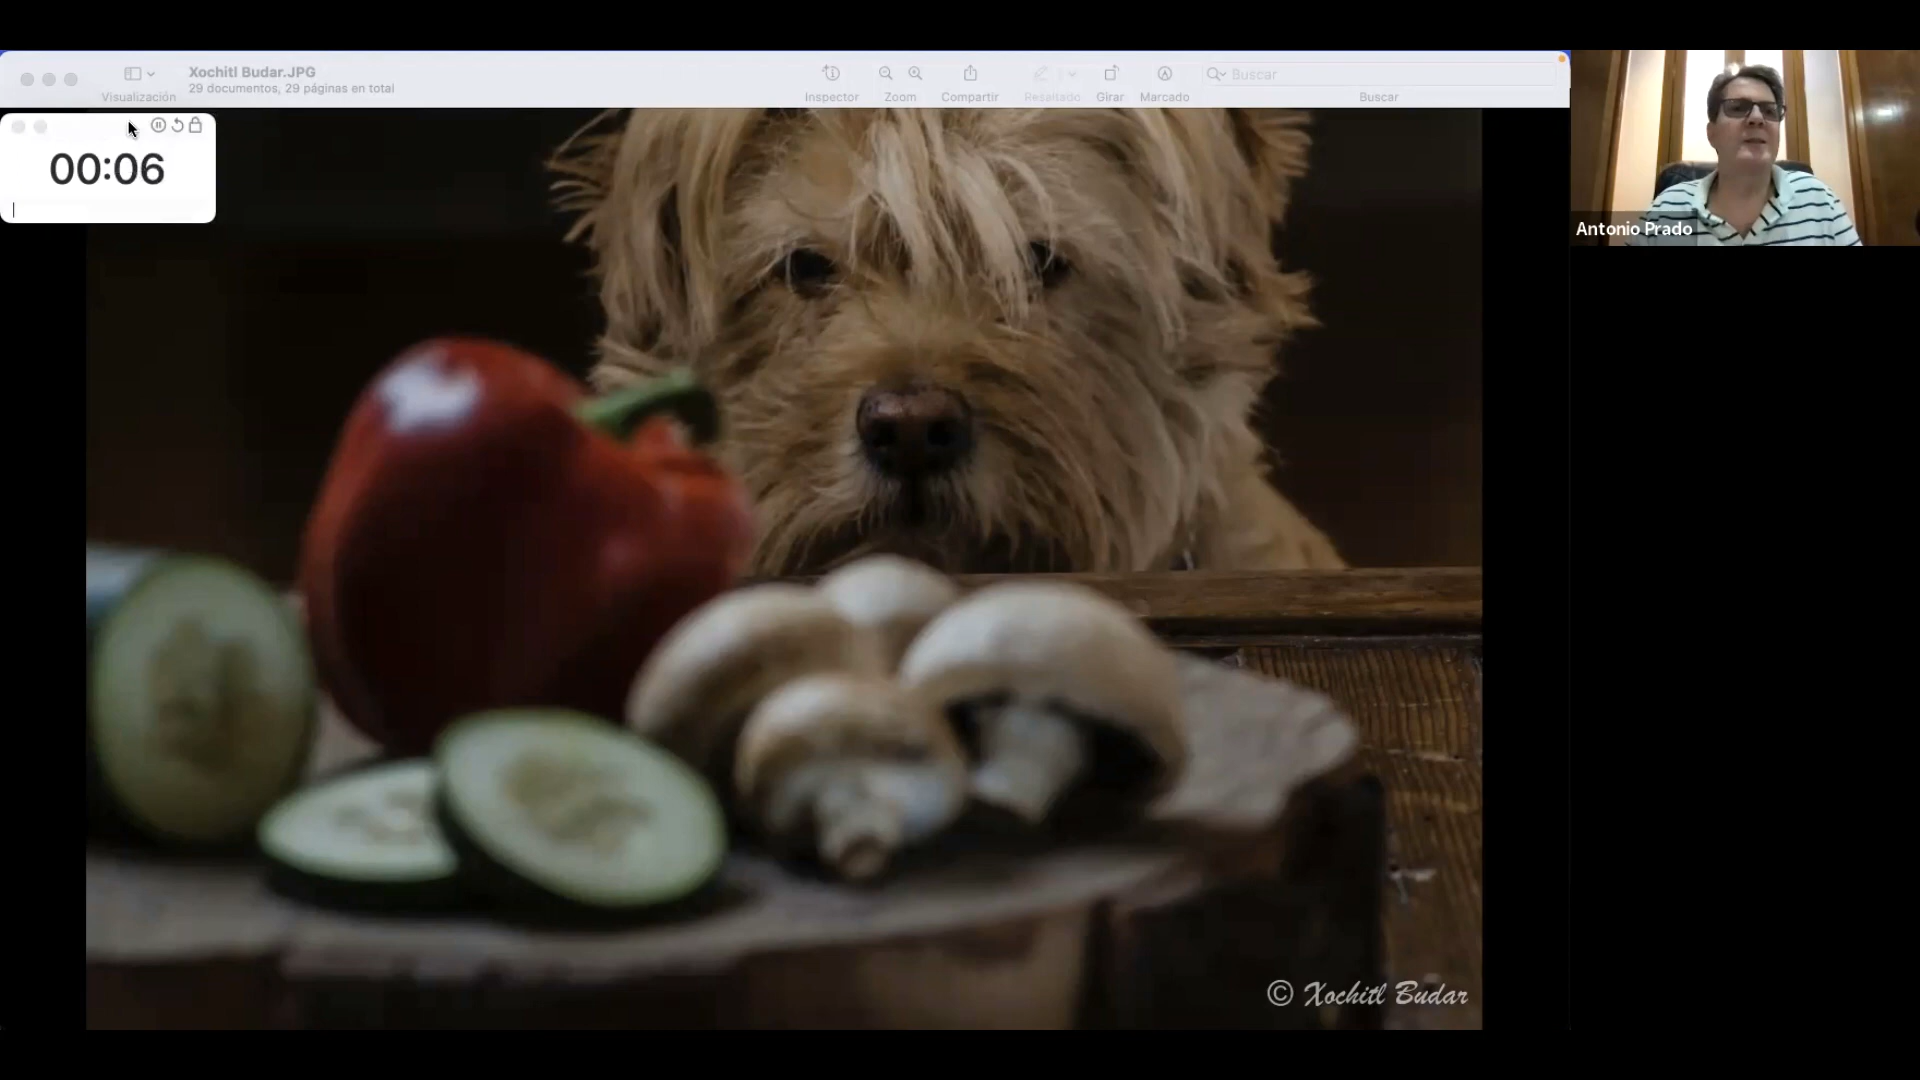 Xochitl Budar.JPG
29 documentos, 29 páginas en total
Visualización
Inspector
Zoom
Compartir
Resaltado
Girar
Marcado
Buscar
Buscar
00:06
Antonio Prado
© Xochitl Budar